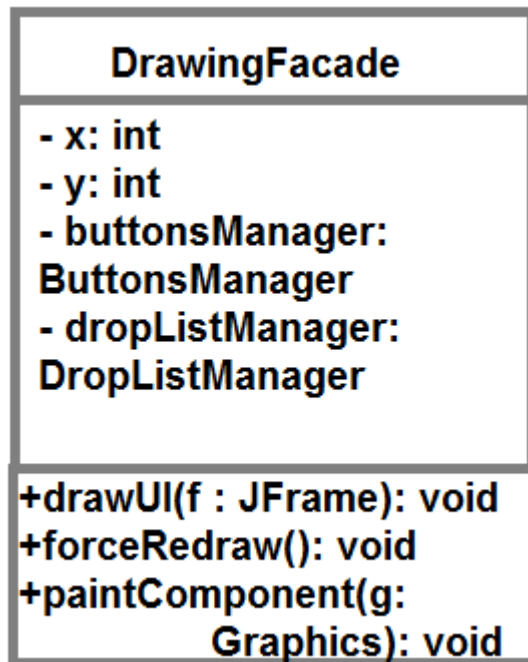 DrawingFacade
- x: int
- y: int
- buttonsManager:
ButtonsManager
- dropListManager:
DropListManager
+drawUI(f : JFrame): void
+forceRedraw(): void
+paintComponent(g:
Graphics): void